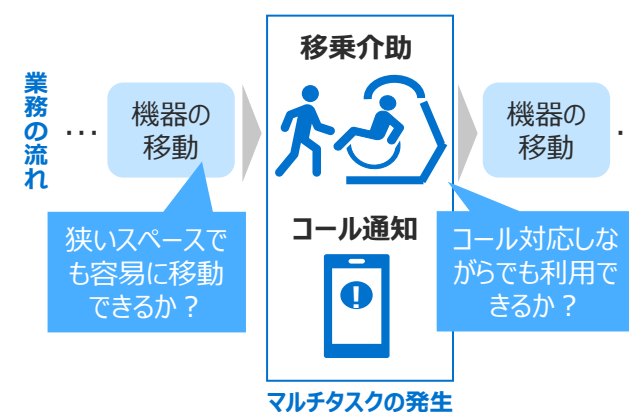 業務の流れ
…
機器の
移動
狭いスペースで
も容易に移動
できるか？
移乗介助
コール通知
マルチタスクの発生
機器の
移動
コール対応しな
がらでも利用で
きるか？